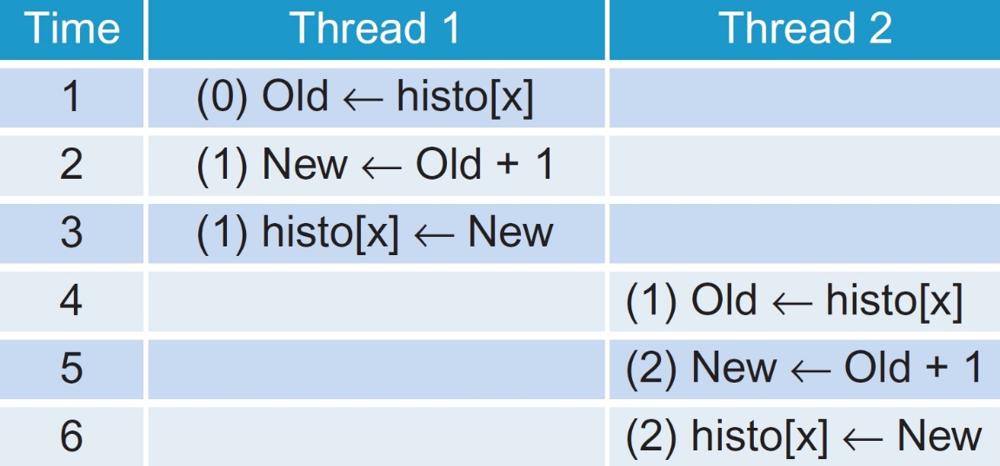 Time Thread 1 Thread 2
1 (0) Old ← histo[x]
2 (1) New ← Old + 1
3 (1) histo[x] ← New
4 (1) Old ← histo[x]
5 (2) New ← Old + 1
6 (2) histo[x] ← New